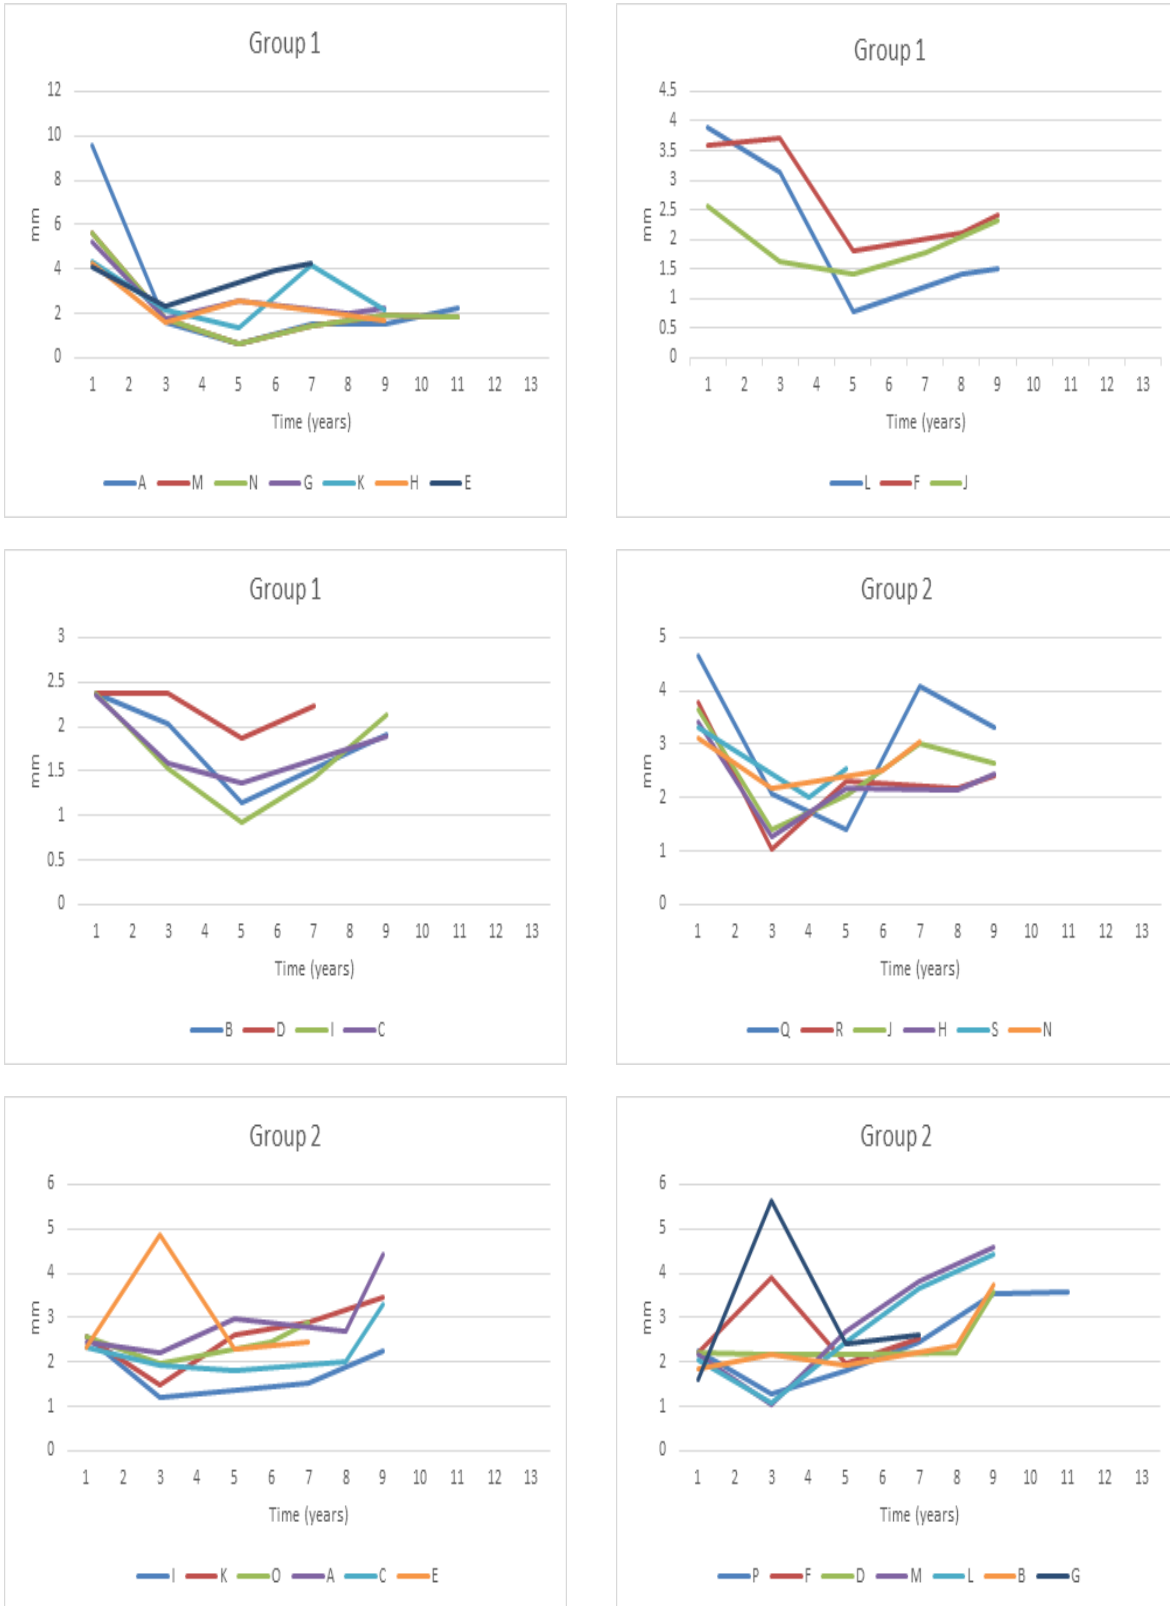 Group 1
12
10
8
6
4
2
0
mm
1 2 3 4 5 6 7 8 9 10 11 12 13
Time (years)
A M N G K H E
Group 1
4.5
4
3.5
3
2.5
2
1.5
1
0.5
0
mm
1 2 3 4 5 6 7 8 9 10 11 12 13
Time (years)
L F J
Group 1
3
2.5
2
1.5
1
0.5
0
mm
1 2 3 4 5 6 7 8 9 10 11 12 13
Time (years)
B D I C
Group 2
5
4
3
2
1
0
mm
1 2 3 4 5 6 7 8 9 10 11 12 13
Time (years)
Q R J H S N
Group 2
6
5
4
3
2
1
0
mm
1 2 3 4 5 6 7 8 9 10 11 12 13
Time (years)
I K O A C E
Group 2
6
5
4
3
2
1
0
mm
1 2 3 4 5 6 7 8 9 10 11 12 13
Time (years)
P F D M L B G